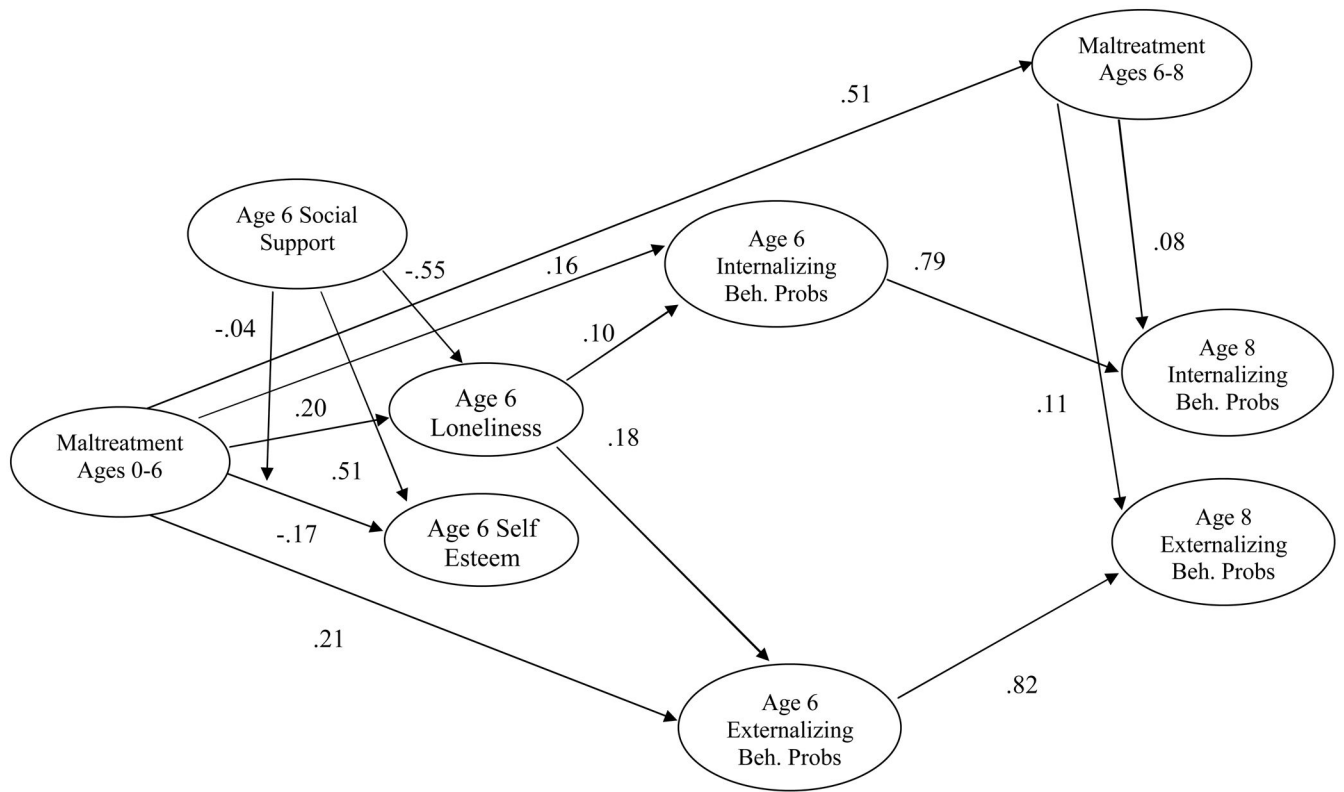 Maltreatment
Ages 6-8
.51
Age 6 Social
Support
-.55
.16
Age 6
Internalizing
Beh. Probs
.79
.08
-.04
.10
Age 8
Internalizing
Beh. Probs
.20
Age 6
Loneliness
.11
Maltreatment
Ages 0-6
.18
.51
-.17
Age 6 Self
Esteem
Age 8
Externalizing
Beh. Probs
.21
.82
Age 6
Externalizing
Beh. Probs